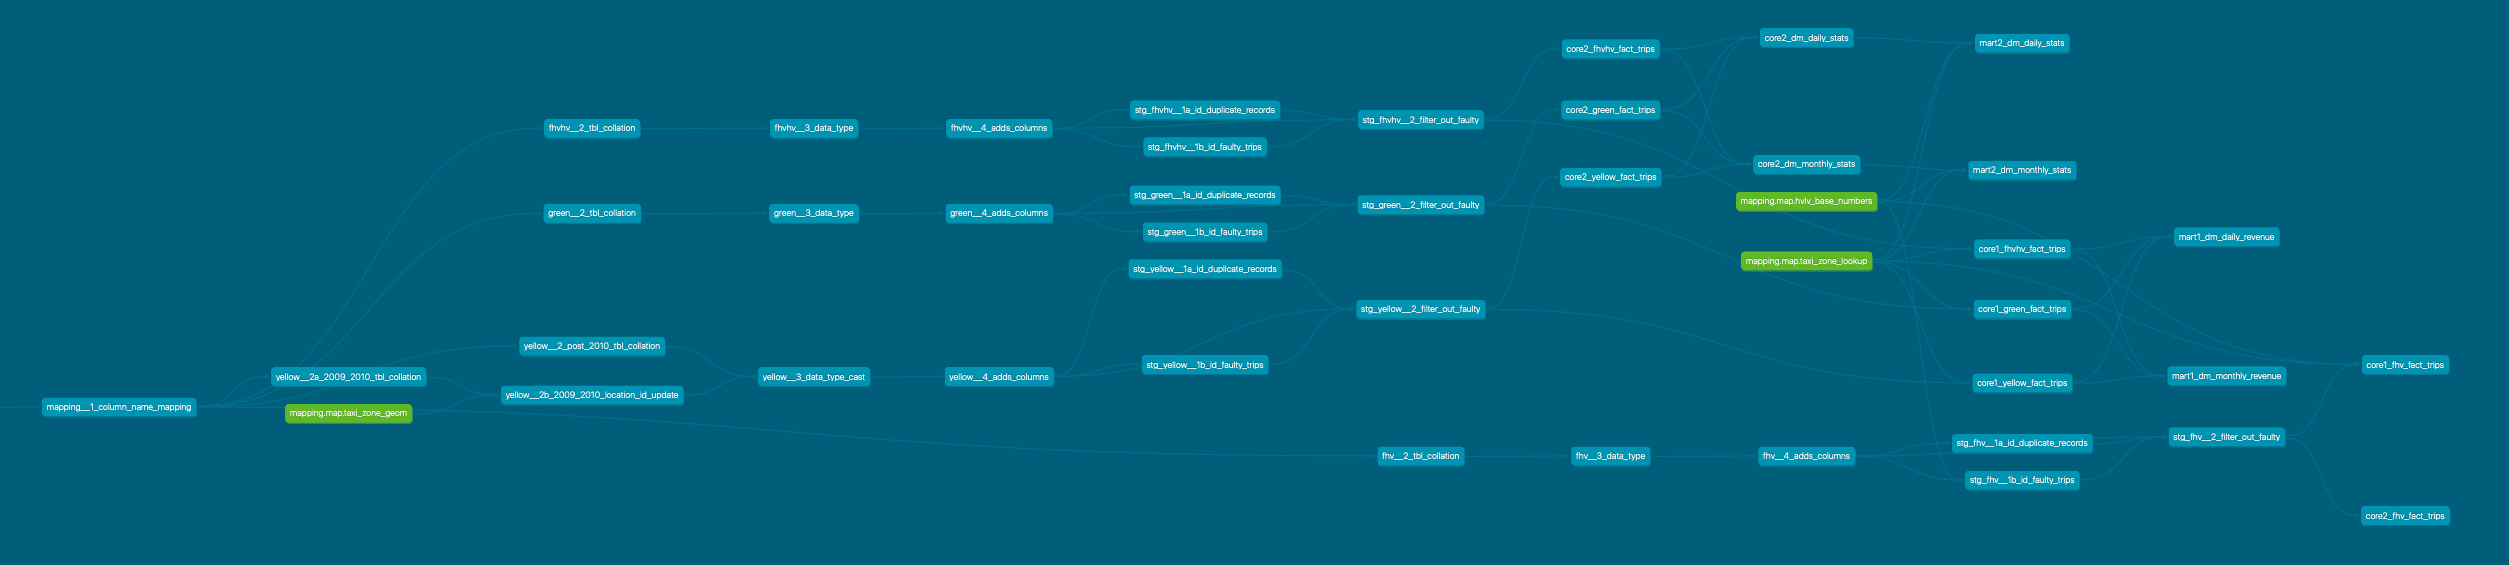 core2_dm_daily_stats
mart2_dm_daily_stats
core2_fhvhv_fact_trips
stg_fhvhv__1a_id_duplicate_records
core2_green_fact_trips
fhvhv__2_tbl_collation
fhvhv__3_data_type
fhvhv__4_adds_columns
stg_fhvhv__2_filter_out_faulty
stg_fhvhv__1b_id_faulty_trips
core2_dm_monthly_stats
mart2_dm_monthly_stats
core2_yellow_fact_trips
stg_green__1a_id_duplicate_records
mapping.map.hvlv_base_numbers
green__2_tbl_collation
green__3_data_type
green__4_adds_columns
stg_green__2_filter_out_faulty
stg_green__1b_id_faulty_trips
mart1_dm_daily_revenue
core1_fhvhv_fact_trips
mapping.map.taxi_zone_lookup
stg_yellow__1a_id_duplicate_records
stg_yellow__2_filter_out_faulty
core1_green_fact_trips
yellow__2_post_2010_tbl_collation
stg_yellow__1b_id_faulty_trips
core1_fhv_fact_trips
yellow__2a_2009_2010_tbl_collation
yellow__3_data_type_cast
yellow__4_adds_columns
core1_yellow_fact_trips
mart1_dm_monthly_revenue
yellow__2b_2009_2010_location_id_update
mapping__1_column_name_mapping
mapping.map.taxi_zone_geom
stg_fhv__1a_id_duplicate_records
stg_fhv__2_filter_out_faulty
fhv__2_tbl_collation
fhv__3_data_type
fhv__4_adds_columns
stg_fhv__1b_id_faulty_trips
core2_fhv_fact_trips